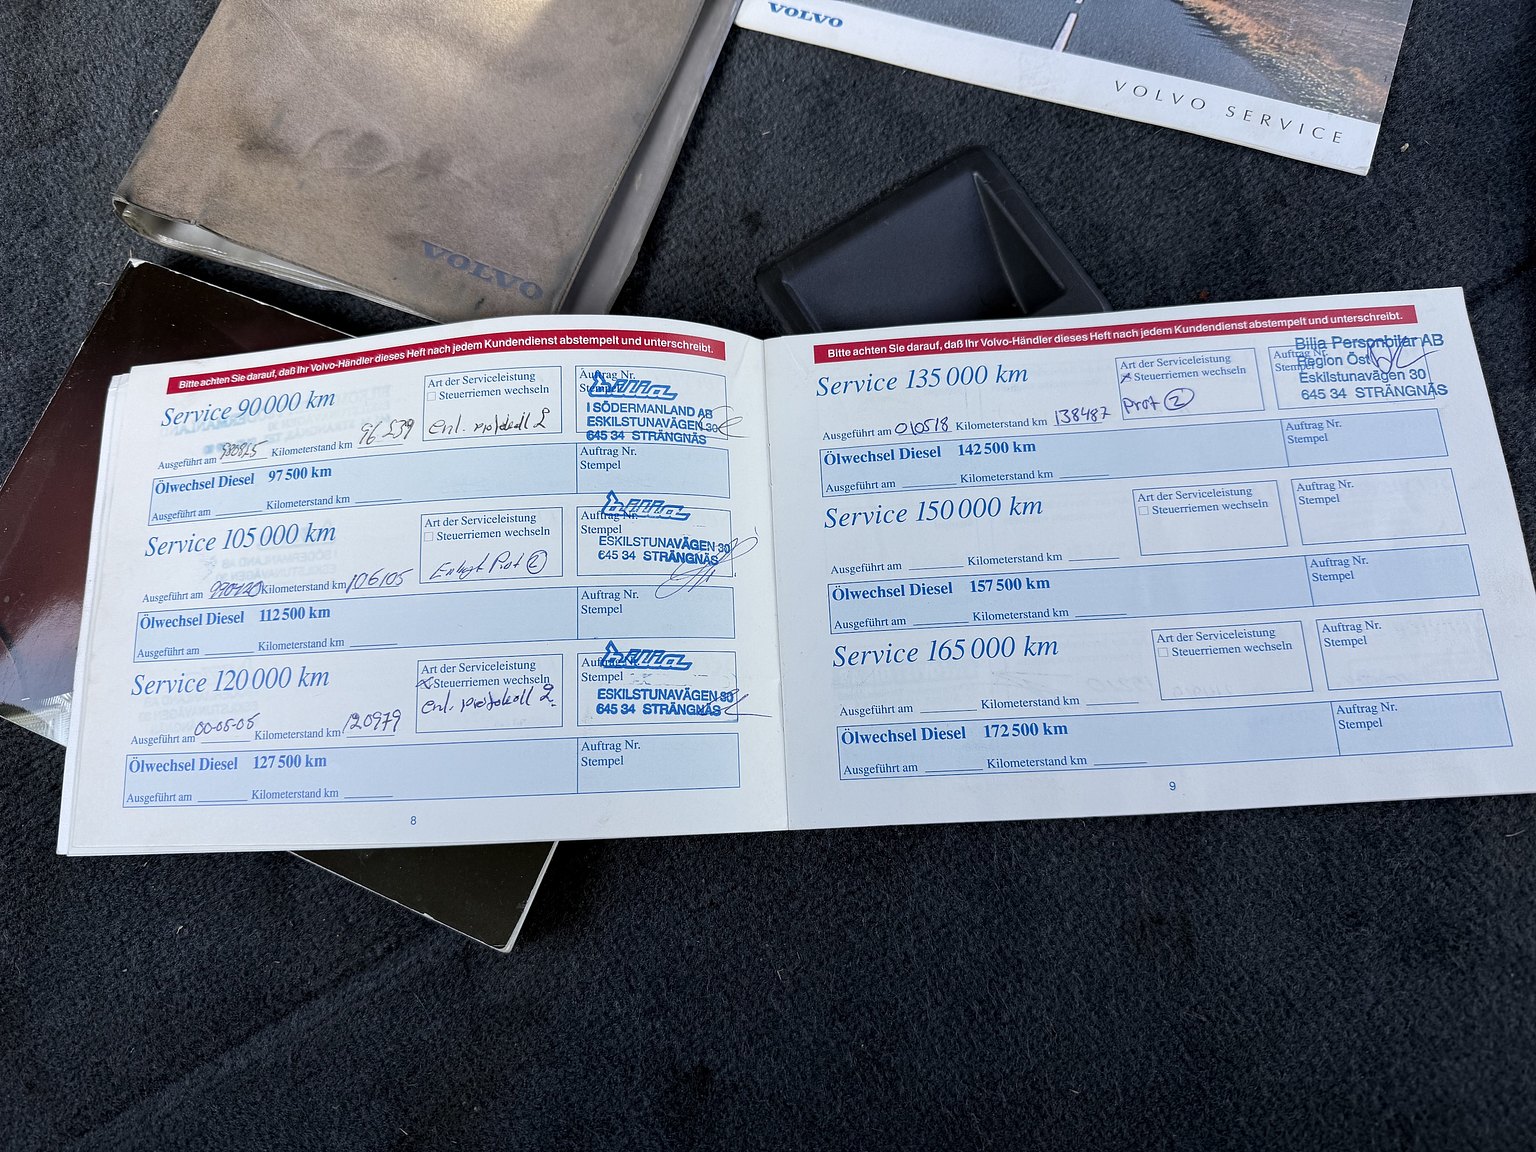 VOLVO
VOLVO SERVICE
VOLVO
Bitte achten Sie darauf, daß Ihr Volvo-Händler dieses Heft nach jedem Kundendienst abstempelt und unterschreibt.
Service 90 000 km
Art der Serviceleistung
Steuerriemen wechseln
enl. protokoll 2
Auftrag Nr.
Stempel
bilia
I SÖDERMANLAND AB
ESKILSTUNAVÄGEN 30
645 34 STRÄNGNÄS
Ausgeführt am 980825 Kilometerstand km
Ölwechsel Diesel 97 500 km
Auftrag Nr.
Stempel
Ausgeführt am Kilometerstand km
Service 105 000 km
Art der Serviceleistung
Steuerriemen wechseln
Enligt Prot 2
Auftrag Nr.
Stempel
bilia
ESKILSTUNAVÄGEN 30
645 34 STRÄNGNÄS
Ausgeführt am Kilometerstand km 106105
Ölwechsel Diesel 112 500 km
Auftrag Nr.
Stempel
Ausgeführt am Kilometerstand km
Service 120 000 km
Art der Serviceleistung
Steuerriemen wechseln
enl. protokoll 2.
Auftrag Nr.
Stempel
bilia
ESKILSTUNAVÄGEN 30
645 34 STRÄNGNÄS
Ausgeführt am 00-05-05 Kilometerstand km 120979
Ölwechsel Diesel 127 500 km
Auftrag Nr.
Stempel
Ausgeführt am Kilometerstand km
8
Bitte achten Sie darauf, daß Ihr Volvo-Händler dieses Heft nach jedem Kundendienst abstempelt und unterschreibt.
Service 135 000 km
Art der Serviceleistung
Steuerriemen wechseln
Prot 2
Auftrag Nr.
Stempel
Bilia Personbilar AB
Region Öst
Eskilstunavägen 30
645 34 STRÄNGNÄS
Ausgeführt am 010518 Kilometerstand km 138487
Ölwechsel Diesel 142 500 km
Auftrag Nr.
Stempel
Ausgeführt am Kilometerstand km
Service 150 000 km
Art der Serviceleistung
Steuerriemen wechseln
Auftrag Nr.
Stempel
Ausgeführt am Kilometerstand km
Ölwechsel Diesel 157 500 km
Auftrag Nr.
Stempel
Ausgeführt am Kilometerstand km
Service 165 000 km
Art der Serviceleistung
Steuerriemen wechseln
Auftrag Nr.
Stempel
Ausgeführt am Kilometerstand km
Ölwechsel Diesel 172 500 km
Auftrag Nr.
Stempel
Ausgeführt am Kilometerstand km
9